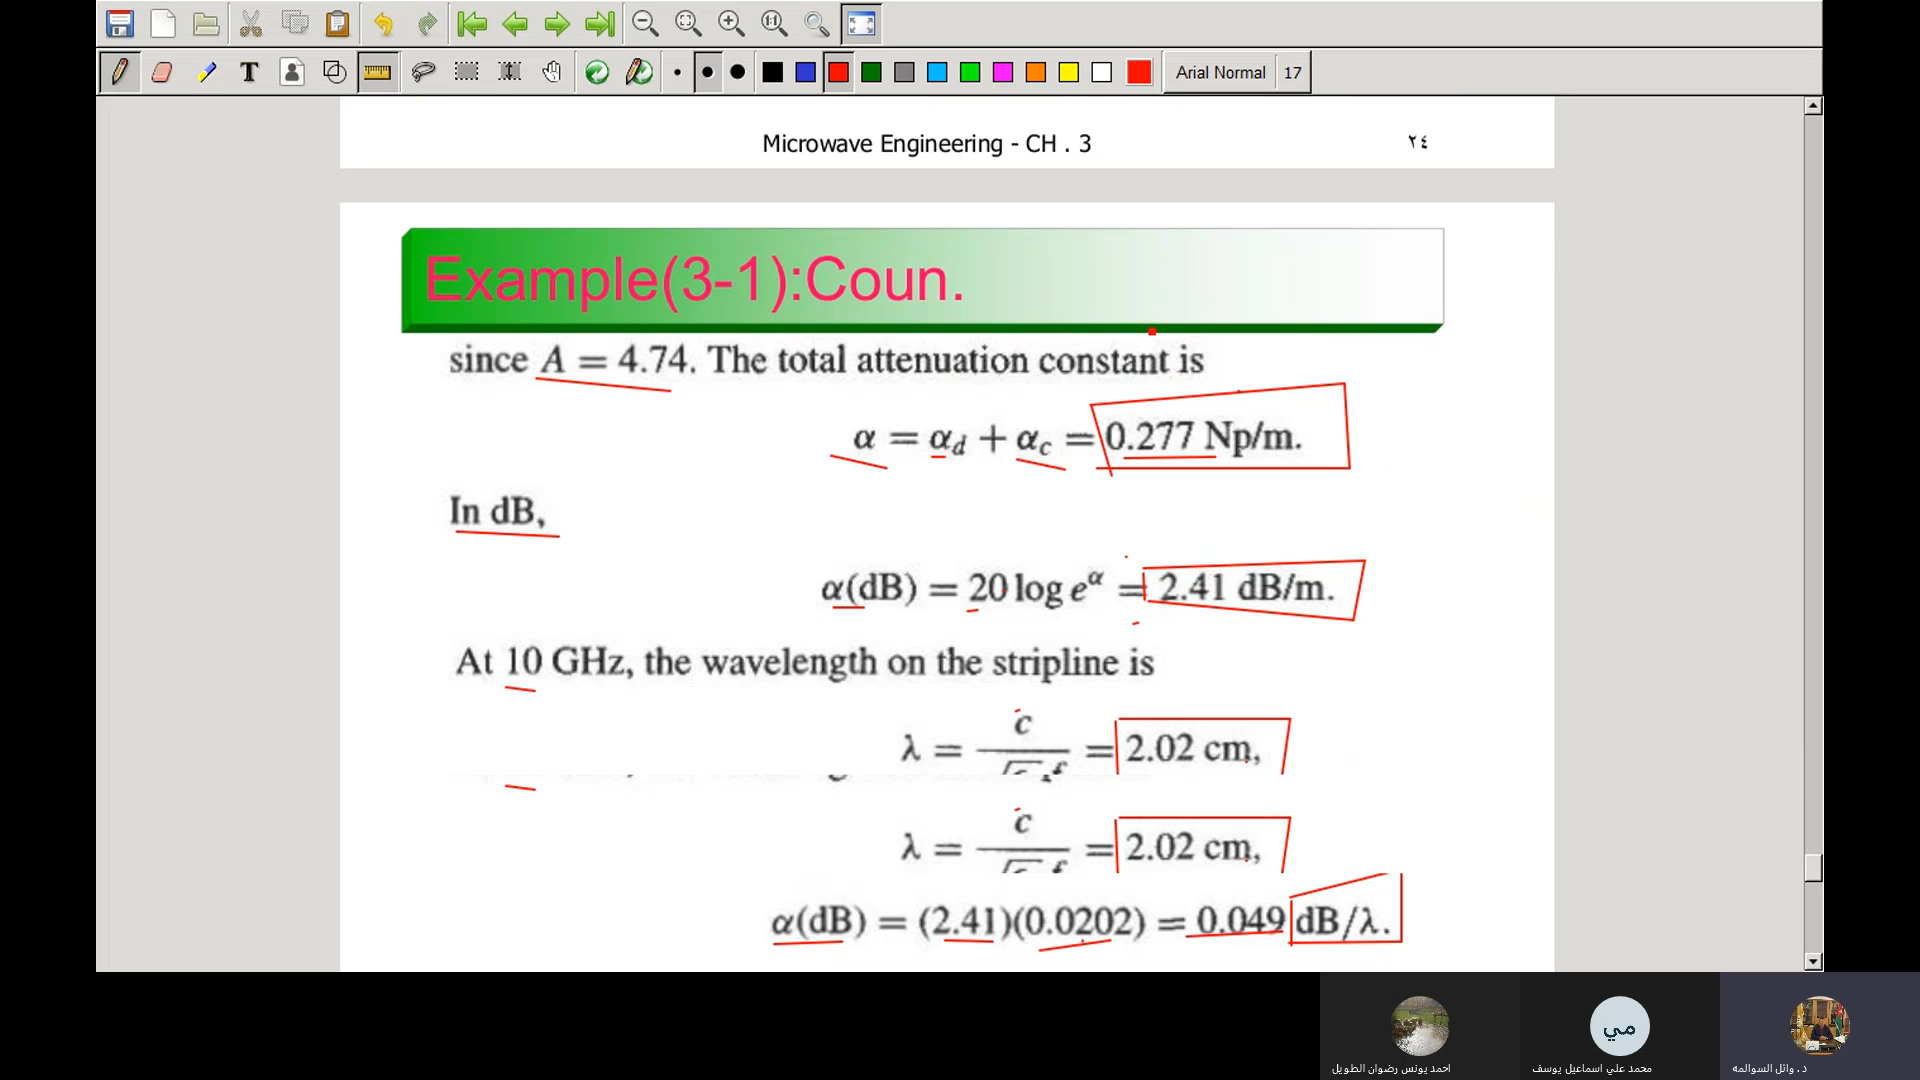 Arial Normal 17
Microwave Engineering - CH . 3 ٢٤
Example(3-1):Coun.
since A = 4.74. The total attenuation constant is
α = α_d + α_c = 0.277 Np/m.
In dB,
α(dB) = 20 log e^α = 2.41 dB/m.
At 10 GHz, the wavelength on the stripline is
λ = c / = 2.02 cm,
λ = c / = 2.02 cm,
α(dB) = (2.41)(0.0202) = 0.049 dB/λ.
مي
احمد يونس رضوان الطويل
محمد علي اسماعيل يوسف
د. وائل السوالمه